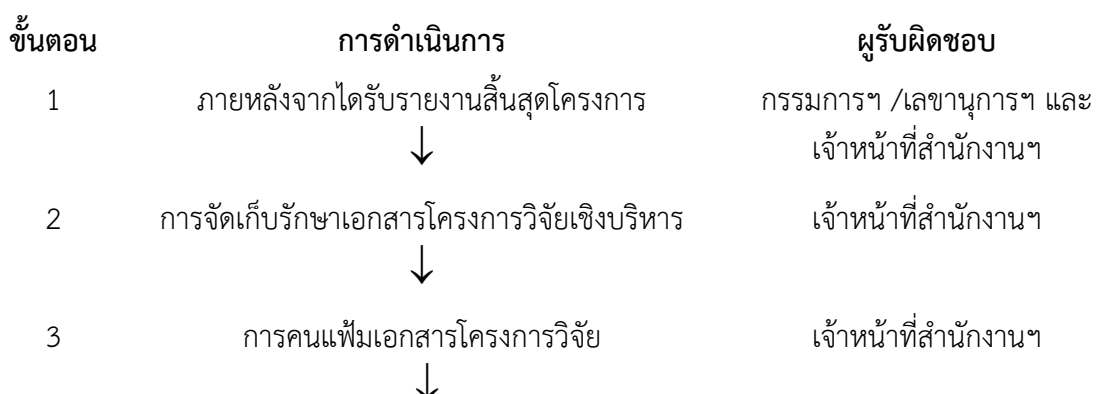 ขั้นตอน การดำเนินการ ผูรับผิดชอบ
1 ภายหลังจากไดรับรายงานสิ้นสุดโครงการ กรรมการฯ /เลขานุการฯ และ
เจ้าหน้าที่สำนักงานฯ
2 การจัดเก็บรักษาเอกสารโครงการวิจัยเชิงบริหาร เจ้าหน้าที่สำนักงานฯ
3 การคนแฟ้มเอกสารโครงการวิจัย เจ้าหน้าที่สำนักงานฯ